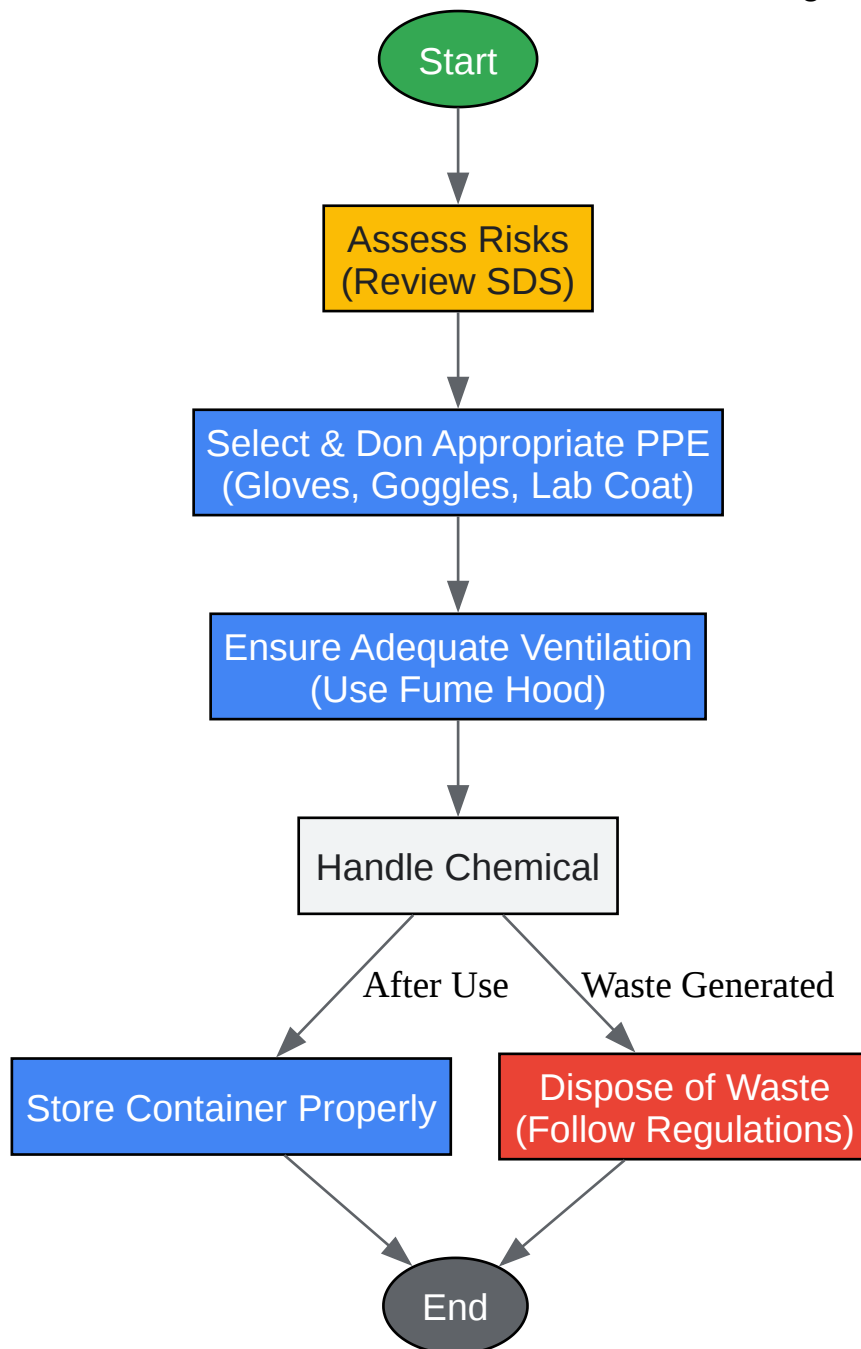 Start
Assess Risks
(Review SDS)
Select & Don Appropriate PPE
(Gloves, Goggles, Lab Coat)
Ensure Adequate Ventilation
(Use Fume Hood)
Handle Chemical
After Use
Waste Generated
Store Container Properly
Dispose of Waste
(Follow Regulations)
End